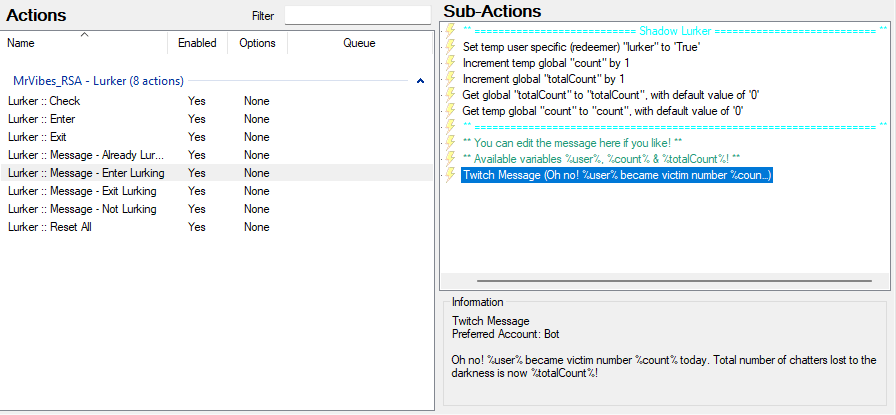 Actions
Filter
Name Enabled Options Queue
MrVibes_RSA - Lurker (8 actions)
Lurker :: Check Yes None
Lurker :: Enter Yes None
Lurker :: Exit Yes None
Lurker :: Message - Already Lur... Yes None
Lurker :: Message - Enter Lurking Yes None
Lurker :: Message - Exit Lurking Yes None
Lurker :: Message - Not Lurking Yes None
Lurker :: Reset All Yes None
Sub-Actions
** =========================== Shadow Lurker =========================== **
Set temp user specific (redeemer) "lurker" to 'True'
Increment temp global "count" by 1
Increment global "totalCount" by 1
Get global "totalCount" to "totalCount", with default value of '0'
Get temp global "count" to "count", with default value of '0'
** ==================================================================== **
** You can edit the message here if you like! **
** Available variables %user%, %count% & %totalCount%! **
Twitch Message (Oh no! %user% became victim number %coun...)
Information
Twitch Message
Preferred Account: Bot
Oh no! %user% became victim number %count% today. Total number of chatters lost to the
darkness is now %totalCount%!